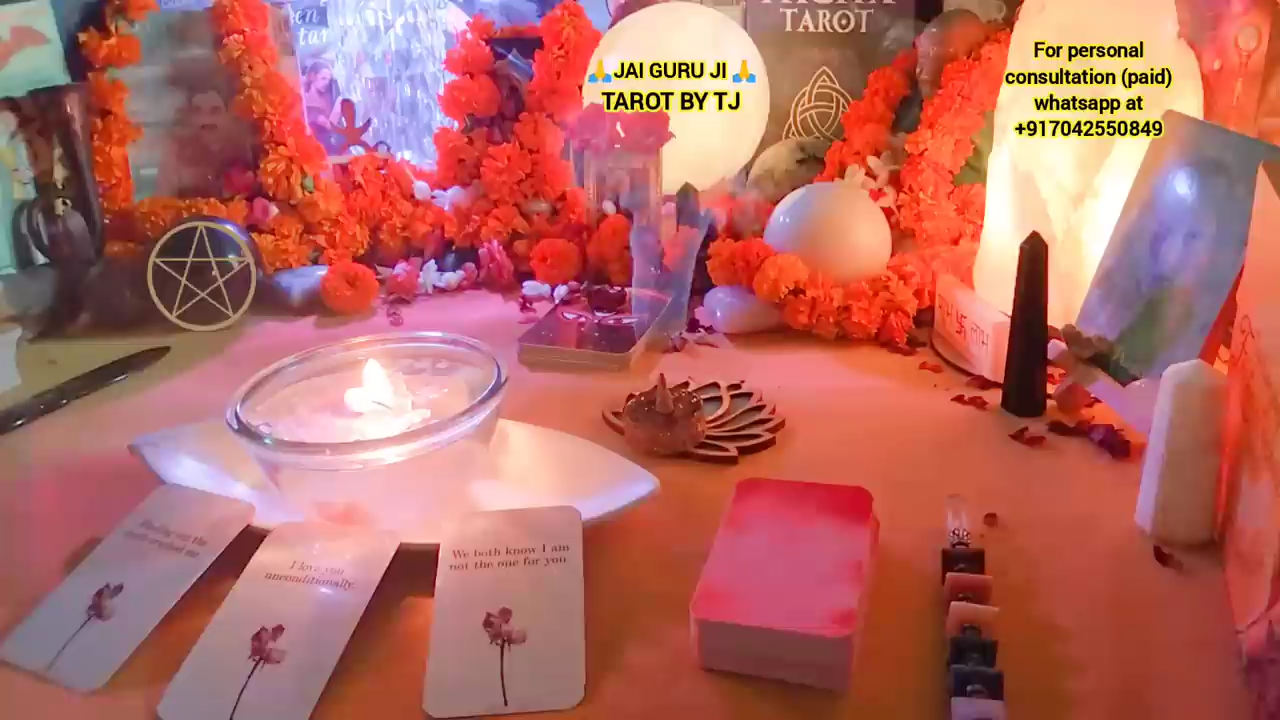 TAROT
🙏JAI GURU JI 🙏
TAROT BY TJ
For personal
consultation (paid)
whatsapp at
+917042550849
I love you
unconditionally.
We both know I am
not the one for you